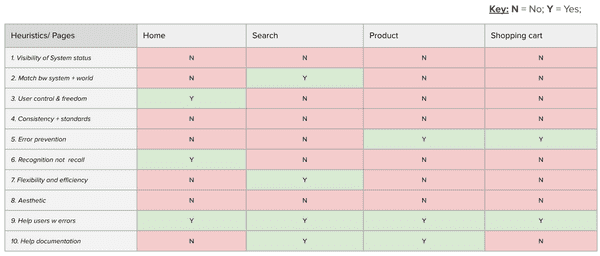 Key: N = No; Y = Yes;
Heuristics/ Pages Home Search Product Shopping cart
1. Visibility of System status N N N N
2. Match bw system + world N Y N N
3. User control & freedom Y N N N
4. Consistency + standards N N N N
5. Error prevention N N Y Y
6. Recognition not recall Y N N N
7. Flexibility and efficiency N Y N N
8. Aesthetic N N N N
9. Help users w errors Y Y Y Y
10. Help documentation N Y Y N